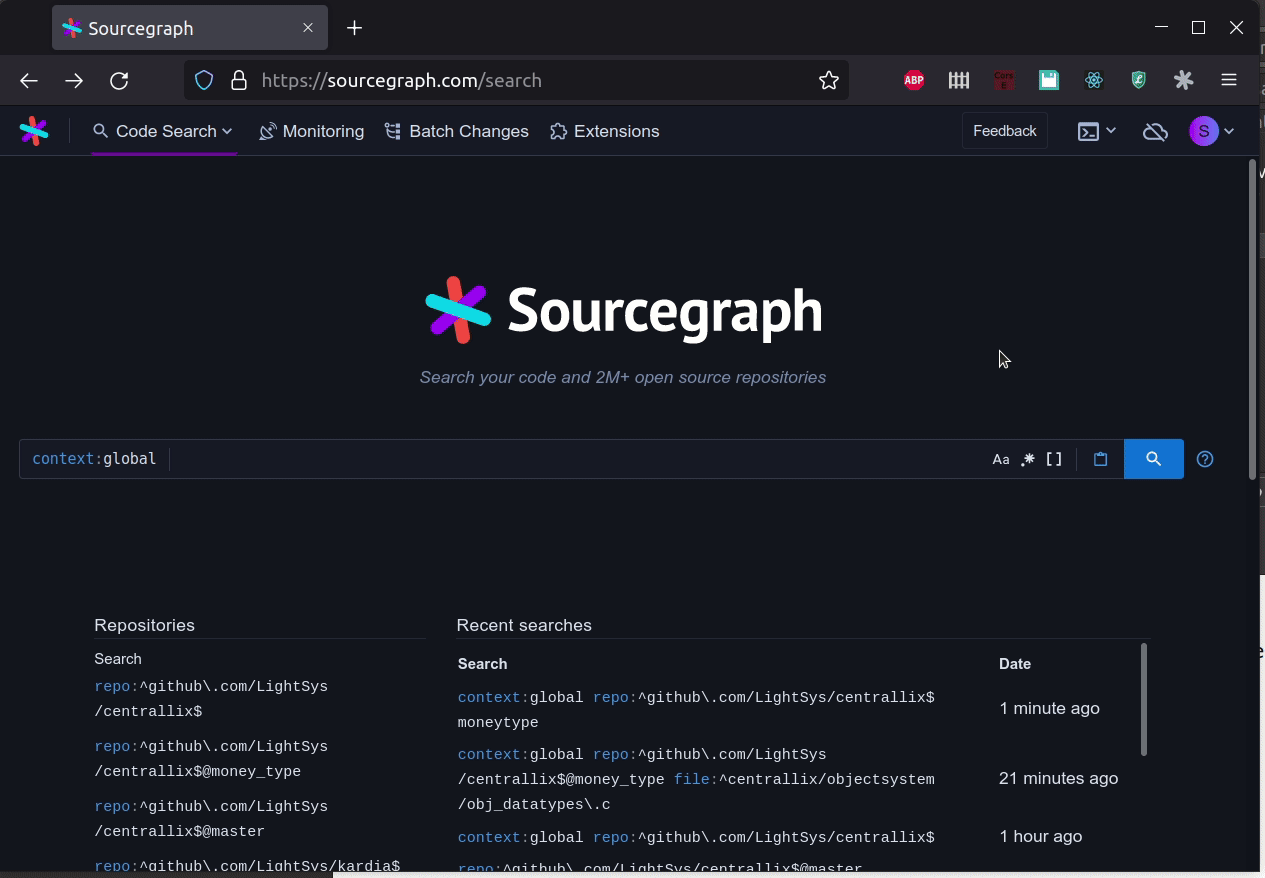 Sourcegraph
https://sourcegraph.com/search
ABP
Cors
E
Code Search
Monitoring
Batch Changes
Extensions
Feedback
S
Sourcegraph
Search your code and 2M+ open source repositories
context:global
Aa .* []
Repositories
Search
repo:^github\.com/LightSys
/centrallix$
repo:^github\.com/LightSys
/centrallix$@money_type
repo:^github\.com/LightSys
/centrallix$@master
repo:^github\.com/LightSys/kardia$
Recent searches
Search Date
context:global repo:^github\.com/LightSys/centrallix$
moneytype
1 minute ago
context:global repo:^github\.com/LightSys
/centrallix$@money_type file:^centrallix/objectsystem
/obj_datatypes\.c
21 minutes ago
context:global repo:^github\.com/LightSys/centrallix$
1 hour ago
repo:^github\.com/LightSys/centrallix$@master